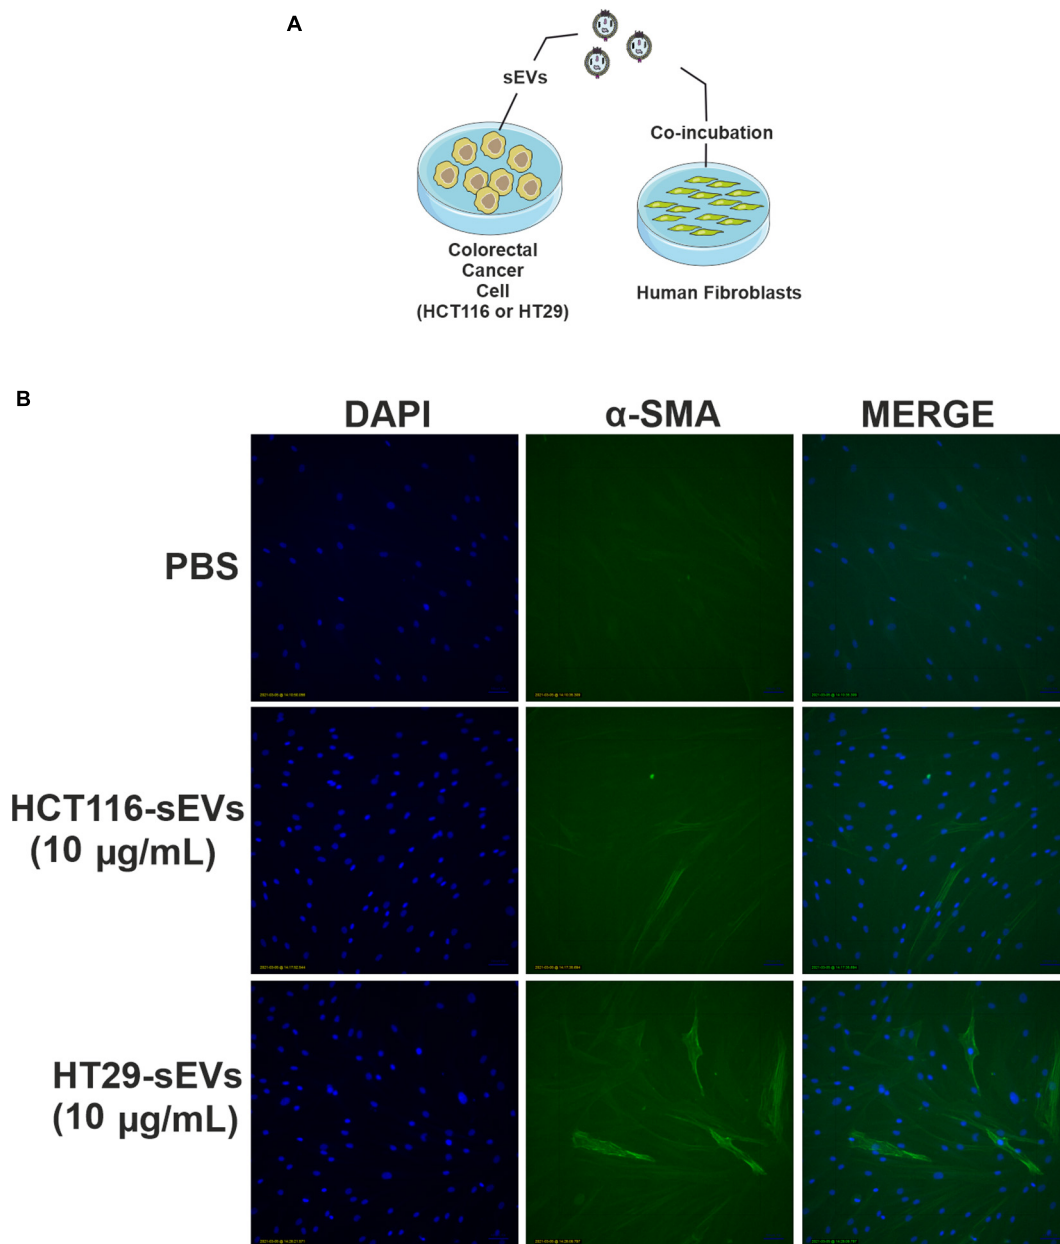 A
sEVs
Co-incubation
Colorectal
Cancer
Cell
(HCT116 or HT29)
Human Fibroblasts
B
DAPI α-SMA MERGE
PBS
HCT116-sEVs
(10 µg/mL)
HT29-sEVs
(10 µg/mL)